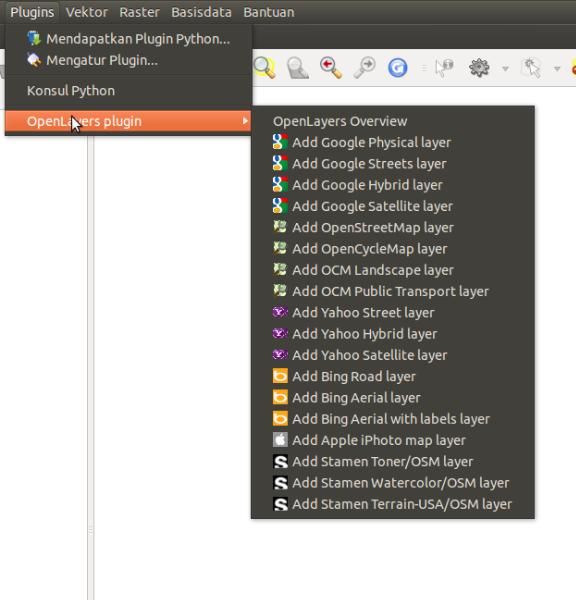 Plugins Vektor Raster Basisdata Bantuan
Mendapatkan Plugin Python...
Mengatur Plugin...
Konsul Python
OpenLayers plugin
OpenLayers Overview
Add Google Physical layer
Add Google Streets layer
Add Google Hybrid layer
Add Google Satellite layer
Add OpenStreetMap layer
Add OpenCycleMap layer
Add OCM Landscape layer
Add OCM Public Transport layer
Add Yahoo Street layer
Add Yahoo Hybrid layer
Add Yahoo Satellite layer
Add Bing Road layer
Add Bing Aerial layer
Add Bing Aerial with labels layer
Add Apple iPhoto map layer
Add Stamen Toner/OSM layer
Add Stamen Watercolor/OSM layer
Add Stamen Terrain-USA/OSM layer